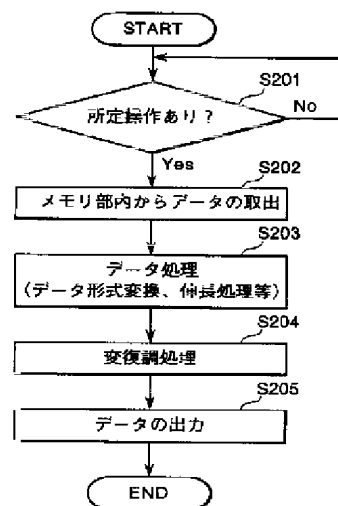 START
S201
所定操作あり?
No
Yes
S202
メモリ部内からデータの取出
S203
データ処理
(データ形式変換、伸長処理等)
S204
変復調処理
S205
データの出力
END